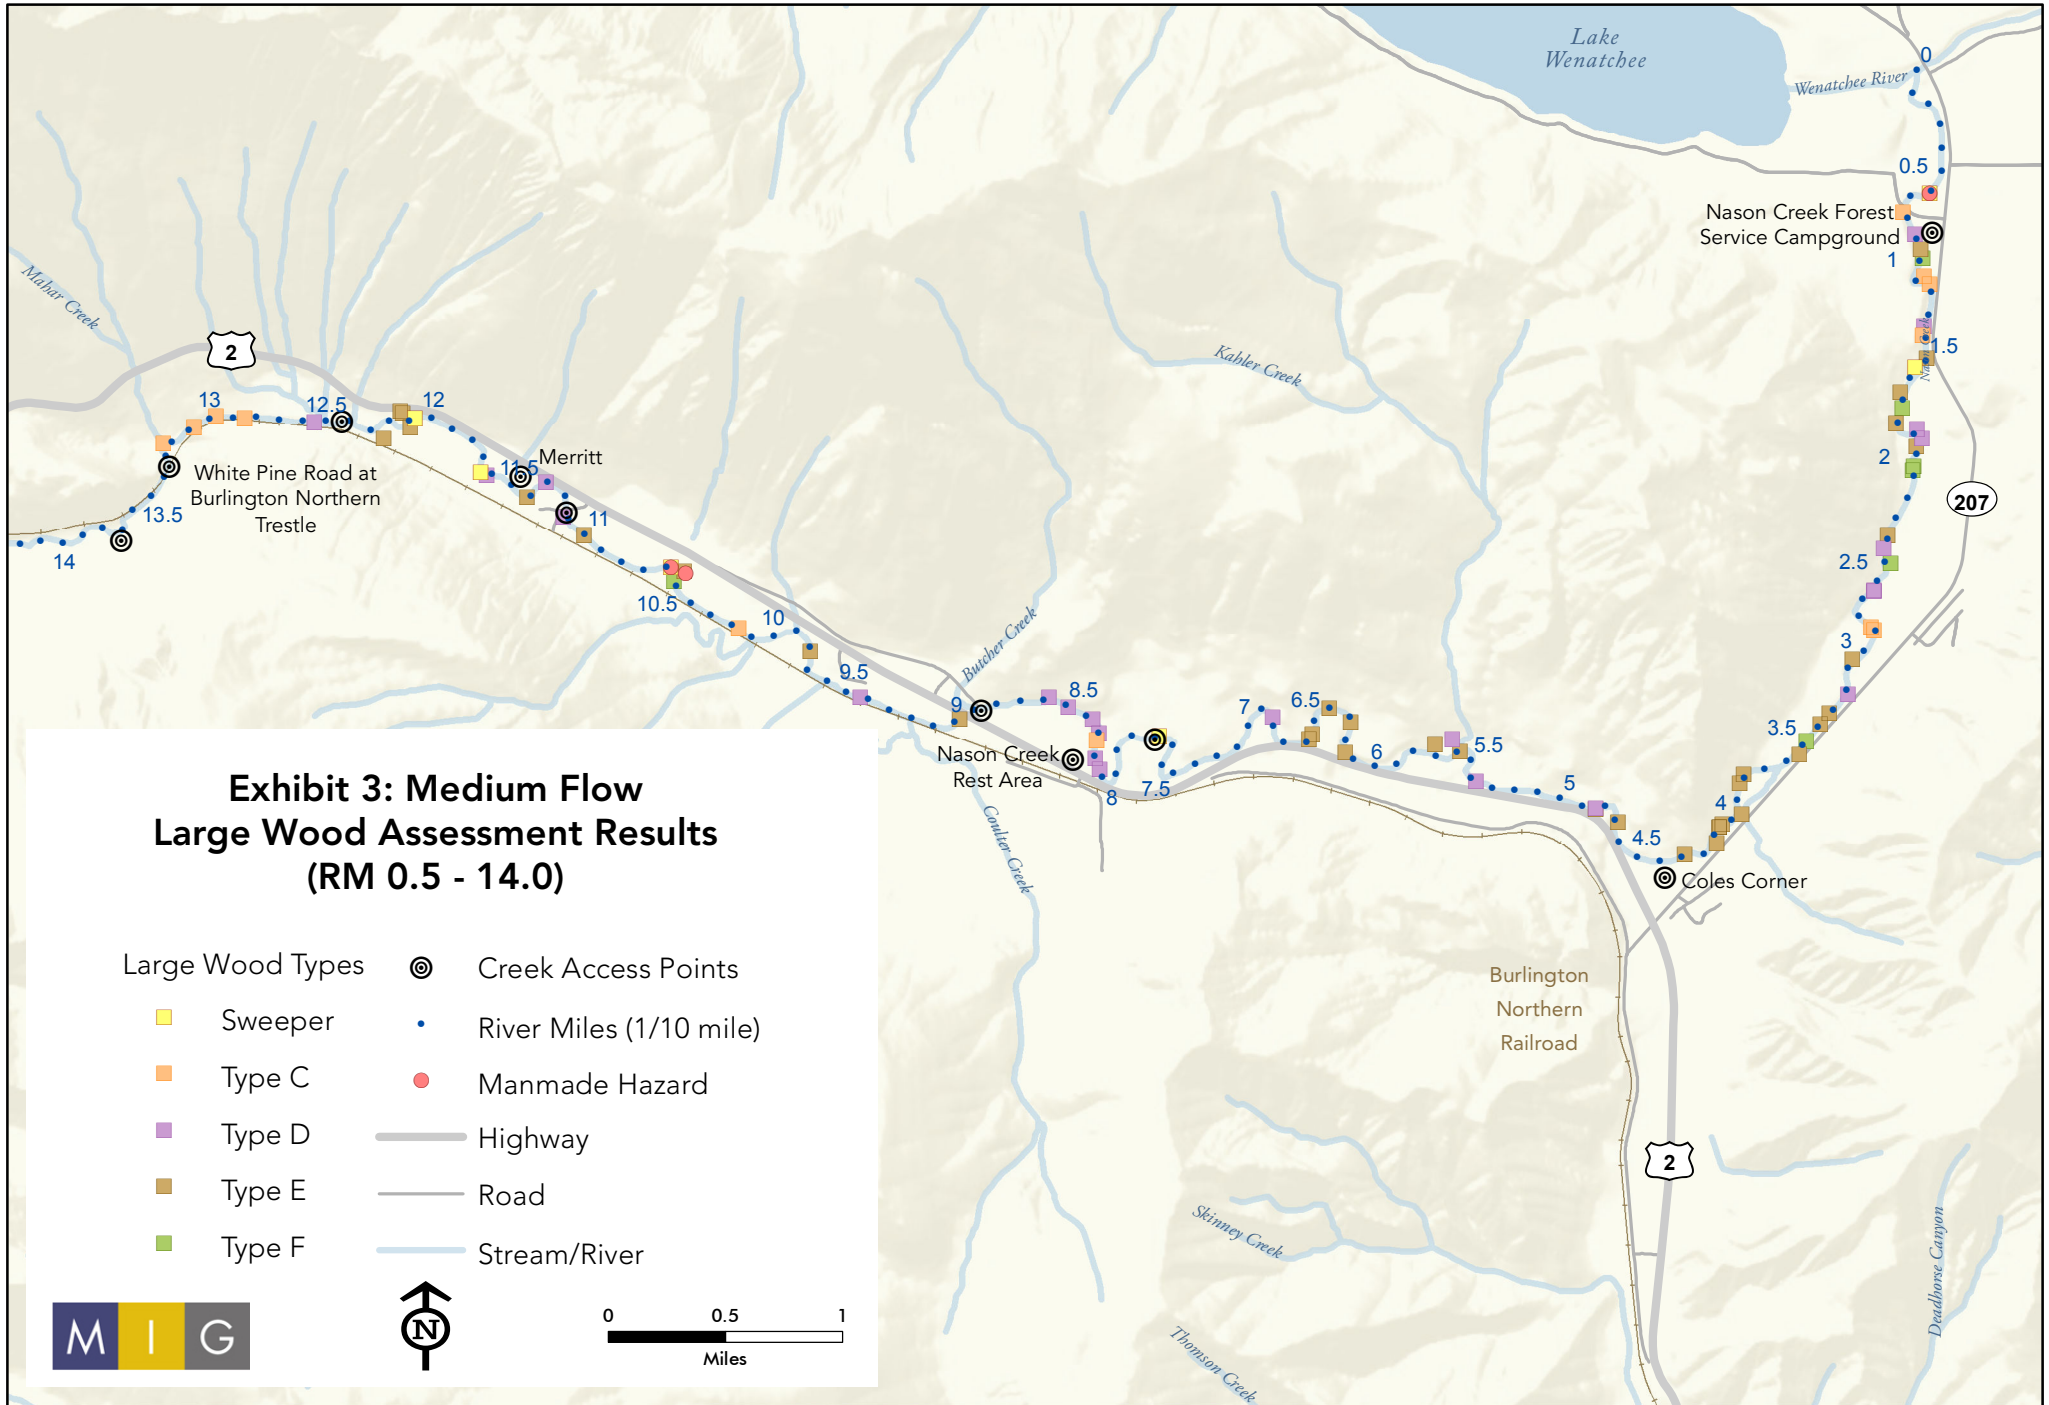 Lake
Wenatchee
Wenatchee River
0
0.5
Nason Creek Forest
Service Campground
1
Nason Creek
1.5
2
207
2.5
3
3.5
4
4.5
Coles Corner
5
5.5
6
6.5
7
7.5
8
8.5
9
9.5
10
10.5
11
11.5
Merritt
12
12.5
13
13.5
14
White Pine Road at
Burlington Northern
Trestle
2
Mahar Creek
Kahler Creek
Butcher Creek
Nason Creek
Rest Area
Coulter Creek
Burlington
Northern
Railroad
2
Skinney Creek
Thomson Creek
Deadhorse Canyon
Exhibit 3: Medium Flow
Large Wood Assessment Results
(RM 0.5 - 14.0)
Large Wood Types
Sweeper
Type C
Type D
Type E
Type F
Creek Access Points
River Miles (1/10 mile)
Manmade Hazard
Highway
Road
Stream/River
M I G
N
0 0.5 1
Miles